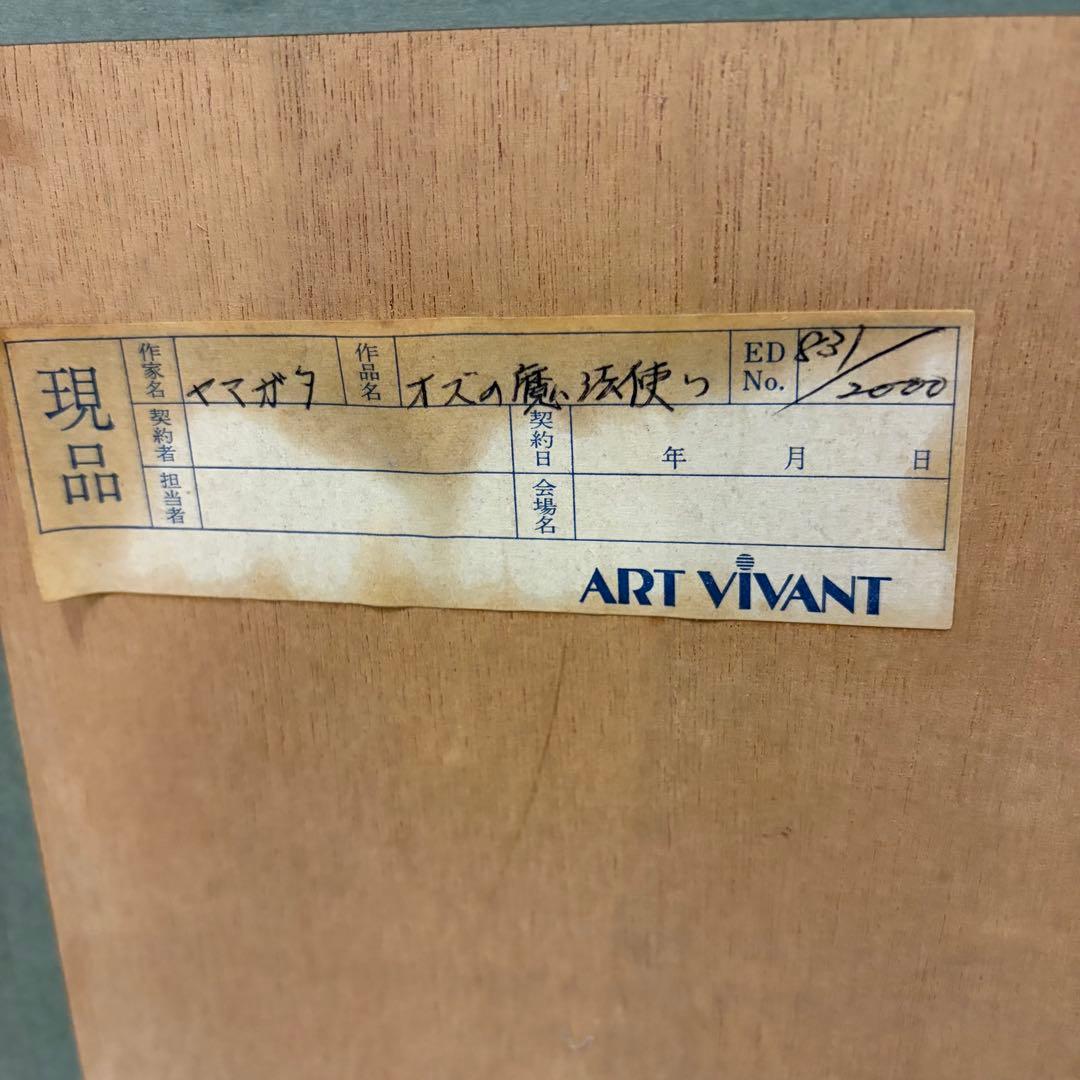 現品 作家名 ヤマガタ 作品名 オズの魔法使い ED No. 831/2000
契約者 契約日 年 月 日
担当者 会場名
ART VIVANT